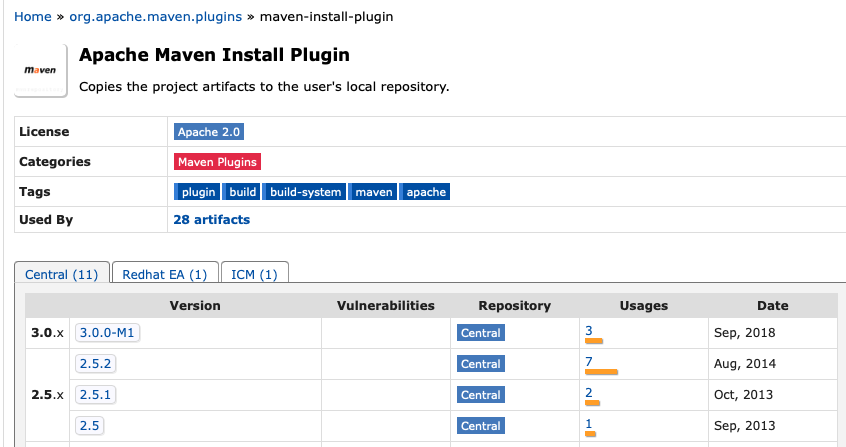 Home » org.apache.maven.plugins » maven-install-plugin
maven
Apache Maven Install Plugin
Copies the project artifacts to the user's local repository.
License Apache 2.0
Categories Maven Plugins
Tags plugin build build-system maven apache
Used By 28 artifacts
Central (11) Redhat EA (1) ICM (1)
Version Vulnerabilities Repository Usages Date
3.0.x 3.0.0-M1 Central 3 Sep, 2018
2.5.2 Central 7 Aug, 2014
2.5.x 2.5.1 Central 2 Oct, 2013
2.5 Central 1 Sep, 2013